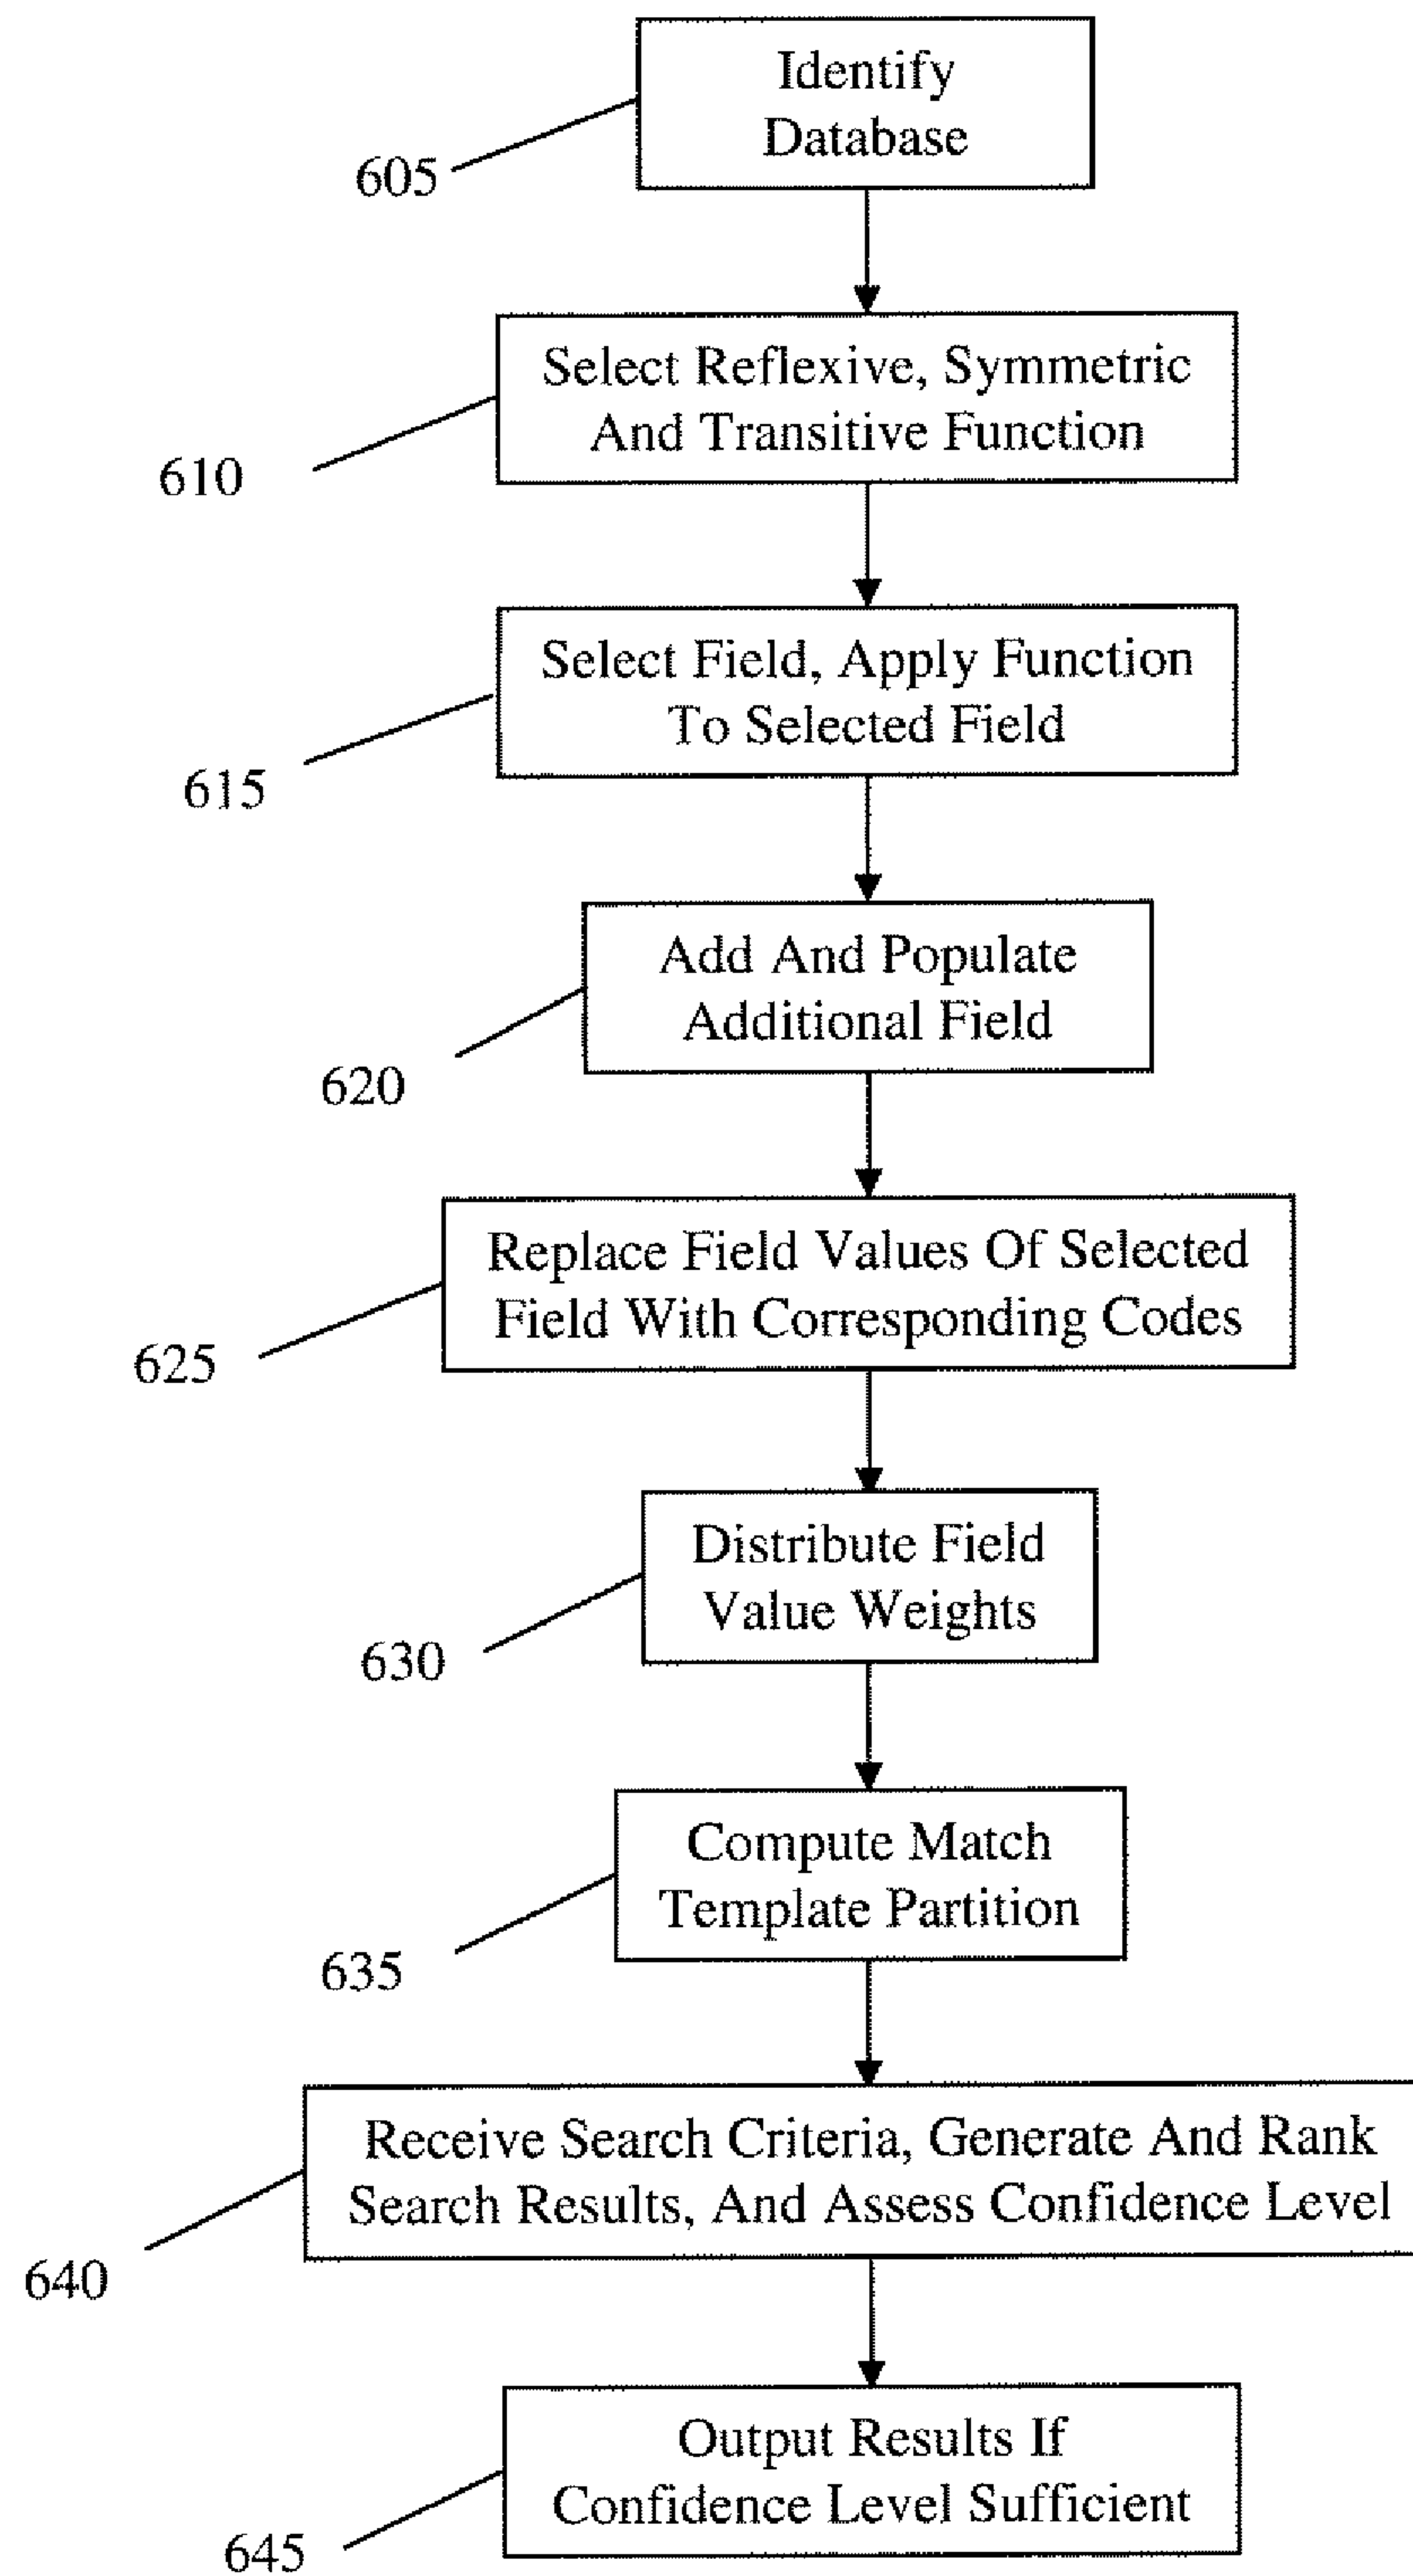 Identify
Database
605
Select Reflexive, Symmetric
And Transitive Function
610
Select Field, Apply Function
To Selected Field
615
Add And Populate
Additional Field
620
Replace Field Values Of Selected
Field With Corresponding Codes
625
Distribute Field
Value Weights
630
Compute Match
Template Partition
635
Receive Search Criteria, Generate And Rank
Search Results, And Assess Confidence Level
640
Output Results If
Confidence Level Sufficient
645